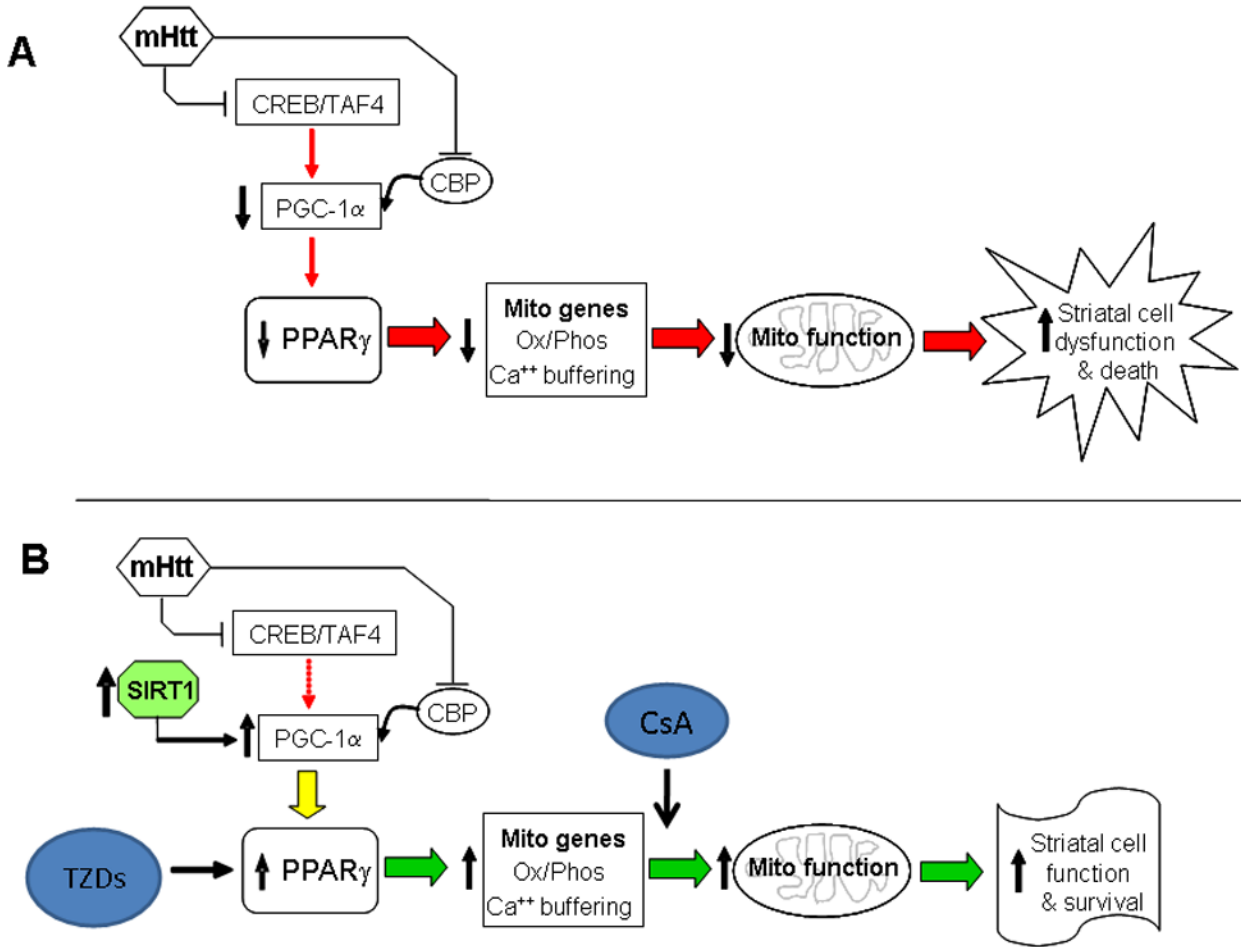 A
mHtt
CREB/TAF4
CBP
PGC-1α
PPARγ
Mito genes
Ox/Phos
Ca⁺⁺ buffering
Mito function
Striatal cell
dysfunction
& death
B
mHtt
CREB/TAF4
SIRT1
CBP
PGC-1α
CsA
TZDs
PPARγ
Mito genes
Ox/Phos
Ca⁺⁺ buffering
Mito function
Striatal cell
function
& survival